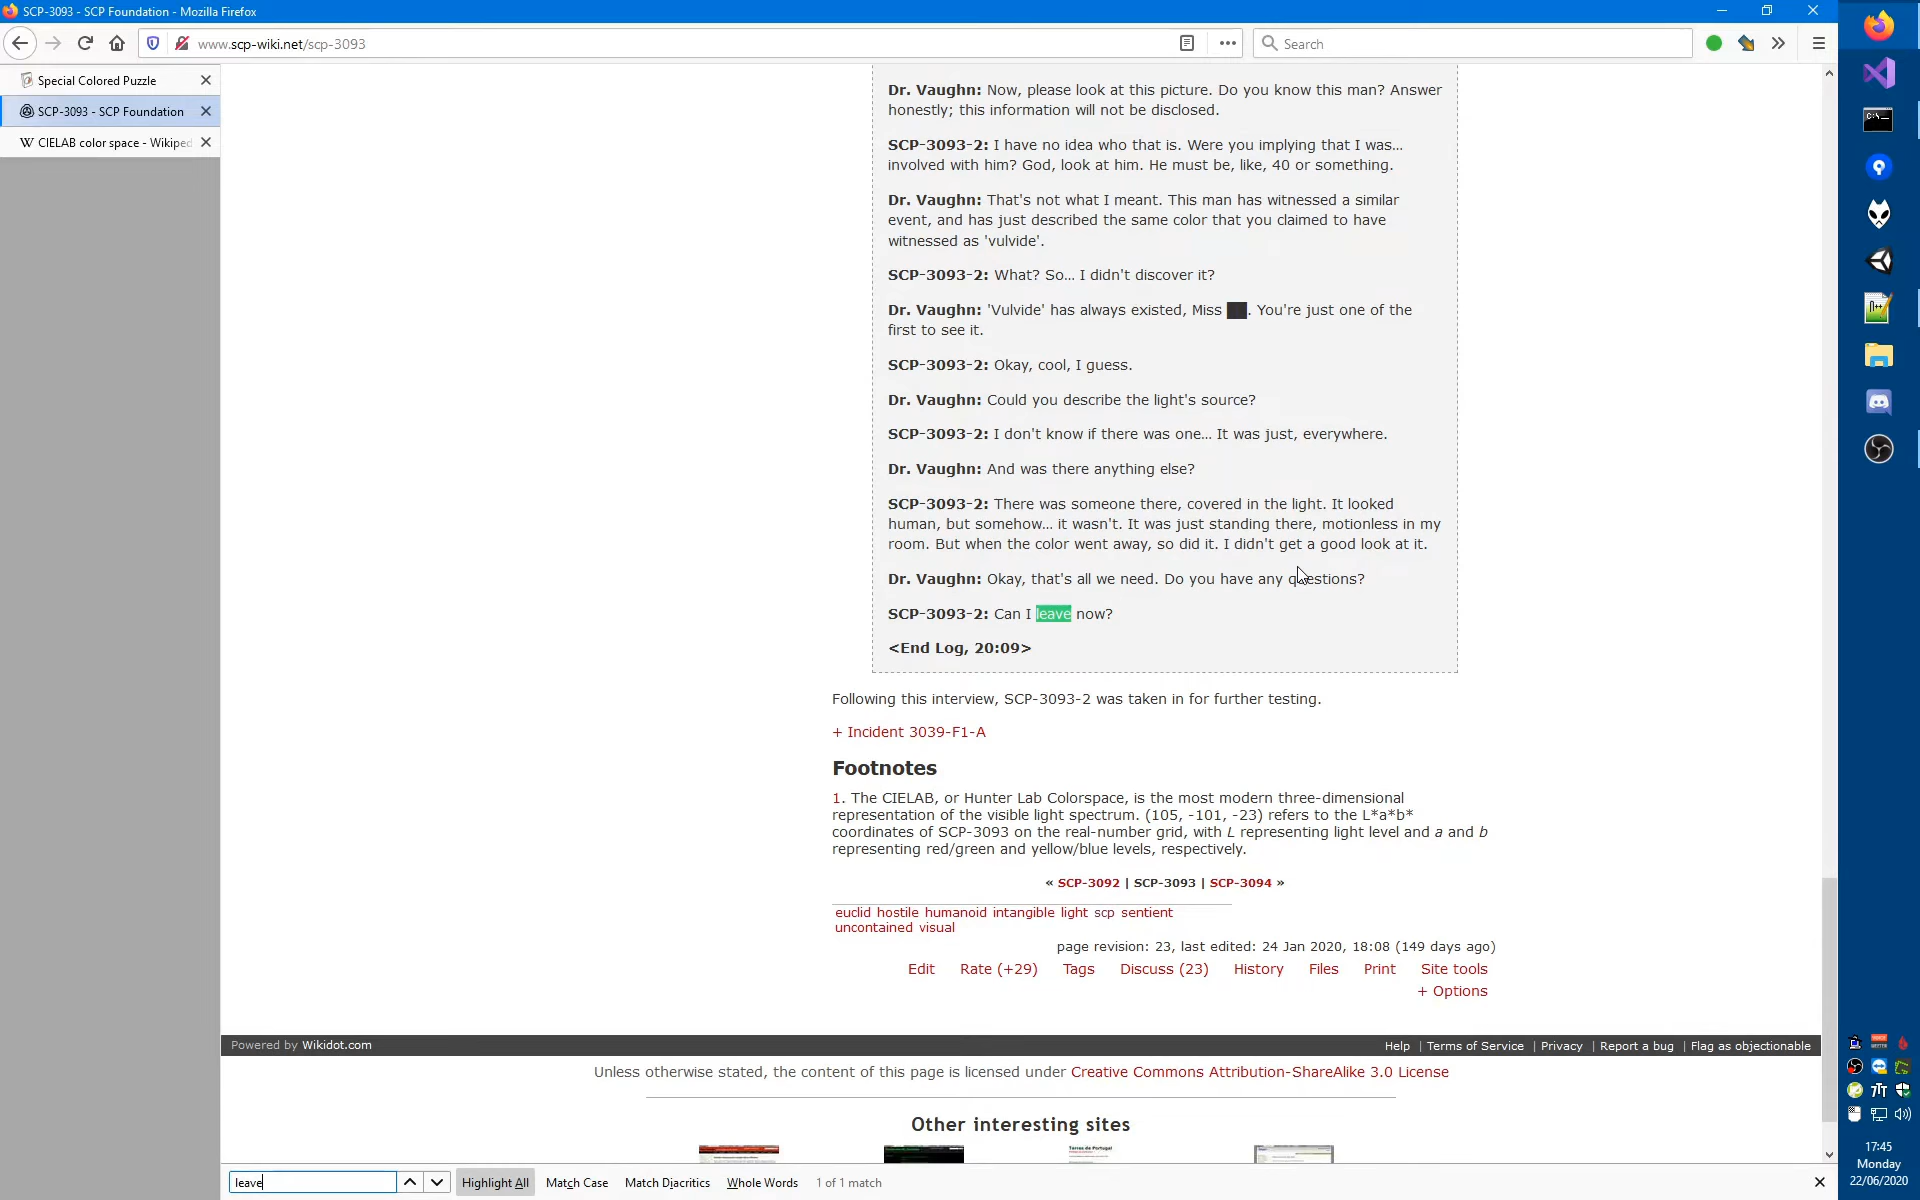 SCP-3093 - SCP Foundation - Mozilla Firefox
www.scp-wiki.net/scp-3093
Search
Special Colored Puzzle
SCP-3093 - SCP Foundation
CIELAB color space - Wikiped
Dr. Vaughn: Now, please look at this picture. Do you know this man? Answer
honestly; this information will not be disclosed.
SCP-3093-2: I have no idea who that is. Were you implying that I was...
involved with him? God, look at him. He must be, like, 40 or something.
Dr. Vaughn: That's not what I meant. This man has witnessed a similar
event, and has just described the same color that you claimed to have
witnessed as 'vulvide'.
SCP-3093-2: What? So... I didn't discover it?
Dr. Vaughn: 'Vulvide' has always existed, Miss ██. You're just one of the
first to see it.
SCP-3093-2: Okay, cool, I guess.
Dr. Vaughn: Could you describe the light's source?
SCP-3093-2: I don't know if there was one... It was just, everywhere.
Dr. Vaughn: And was there anything else?
SCP-3093-2: There was someone there, covered in the light. It looked
human, but somehow... it wasn't. It was just standing there, motionless in my
room. But when the color went away, so did it. I didn't get a good look at it.
Dr. Vaughn: Okay, that's all we need. Do you have any questions?
SCP-3093-2: Can I leave now?
<End Log, 20:09>
Following this interview, SCP-3093-2 was taken in for further testing.
+ Incident 3039-F1-A
Footnotes
1. The CIELAB, or Hunter Lab Colorspace, is the most modern three-dimensional
representation of the visible light spectrum. (105, -101, -23) refers to the L*a*b*
coordinates of SCP-3093 on the real-number grid, with L representing light level and a and b
representing red/green and yellow/blue levels, respectively.
« SCP-3092 | SCP-3093 | SCP-3094 »
euclid hostile humanoid intangible light scp sentient
uncontained visual
page revision: 23, last edited: 24 Jan 2020, 18:08 (149 days ago)
Edit Rate (+29) Tags Discuss (23) History Files Print Site tools
+ Options
Powered by Wikidot.com
Help | Terms of Service | Privacy | Report a bug | Flag as objectionable
Unless otherwise stated, the content of this page is licensed under Creative Commons Attribution-ShareAlike 3.0 License
Other interesting sites
Terras de Portugal
leave
Highlight All Match Case Match Diacritics Whole Words 1 of 1 match
17:45
Monday
22/06/2020